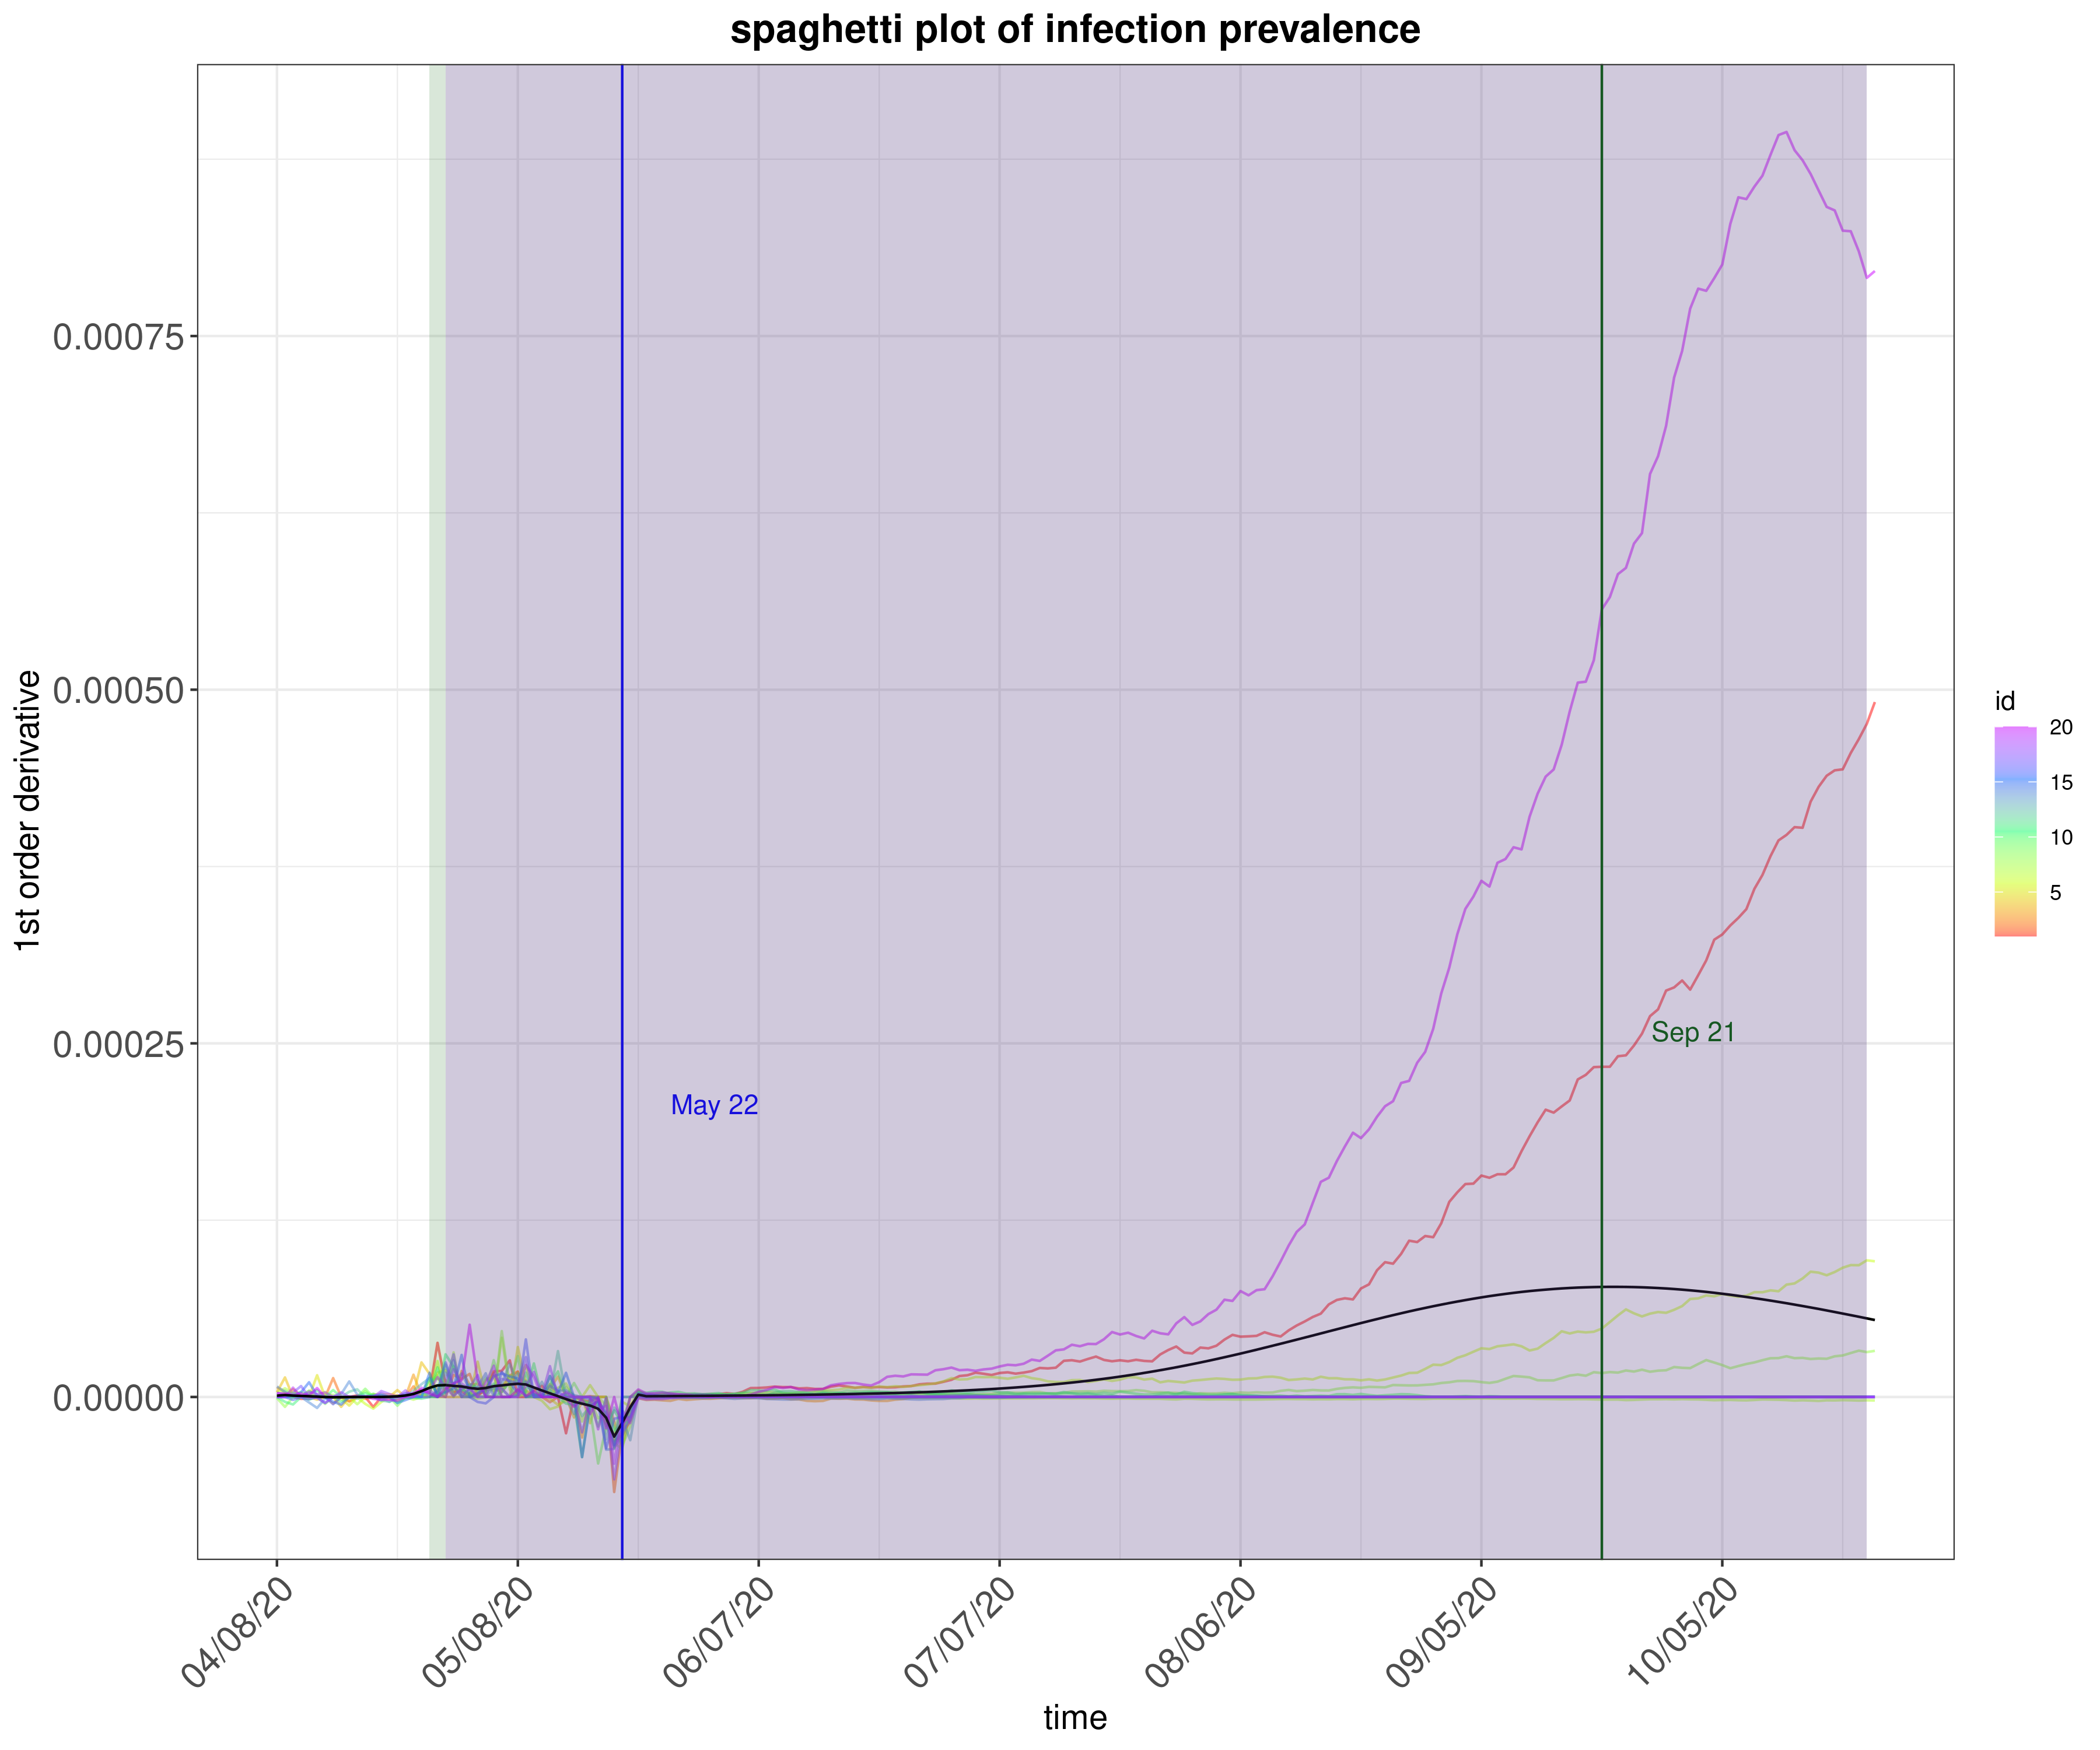 spaghetti plot of infection prevalence
1st order derivative
0.00075
0.00050
0.00025
0.00000
May 22
Sep 21
04/08/20
05/08/20
06/07/20
07/07/20
08/06/20
09/05/20
10/05/20
time
id
20
15
10
5